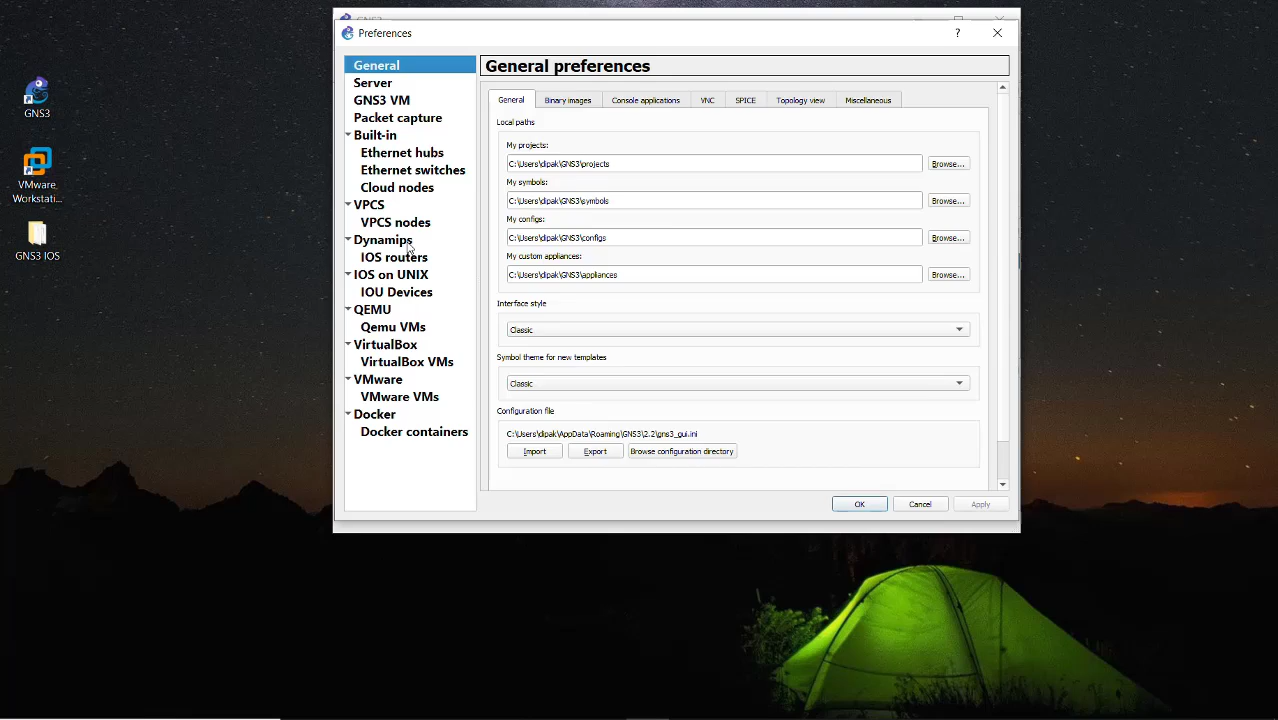 GNS3
Preferences
?
General
Server
GNS3 VM
Packet capture
Built-in
Ethernet hubs
Ethernet switches
Cloud nodes
VPCS
VPCS nodes
Dynamips
IOS routers
IOS on UNIX
IOU Devices
QEMU
Qemu VMs
VirtualBox
VirtualBox VMs
VMware
VMware VMs
Docker
Docker containers
General preferences
General Binary images Console applications VNC SPICE Topology view Miscellaneous
Local paths
My projects:
C:\Users\dipak\GNS3\projects Browse...
My symbols:
C:\Users\dipak\GNS3\symbols Browse...
My configs:
C:\Users\dipak\GNS3\configs Browse...
My custom appliances:
C:\Users\dipak\GNS3\appliances Browse...
Interface style
Classic
Symbol theme for new templates
Classic
Configuration file
C:\Users\dipak\AppData\Roaming\GNS3\2.2\gns3_gui.ini
Import Export Browse configuration directory
OK Cancel Apply
GNS3
VMware
Workstati...
GNS3 IOS